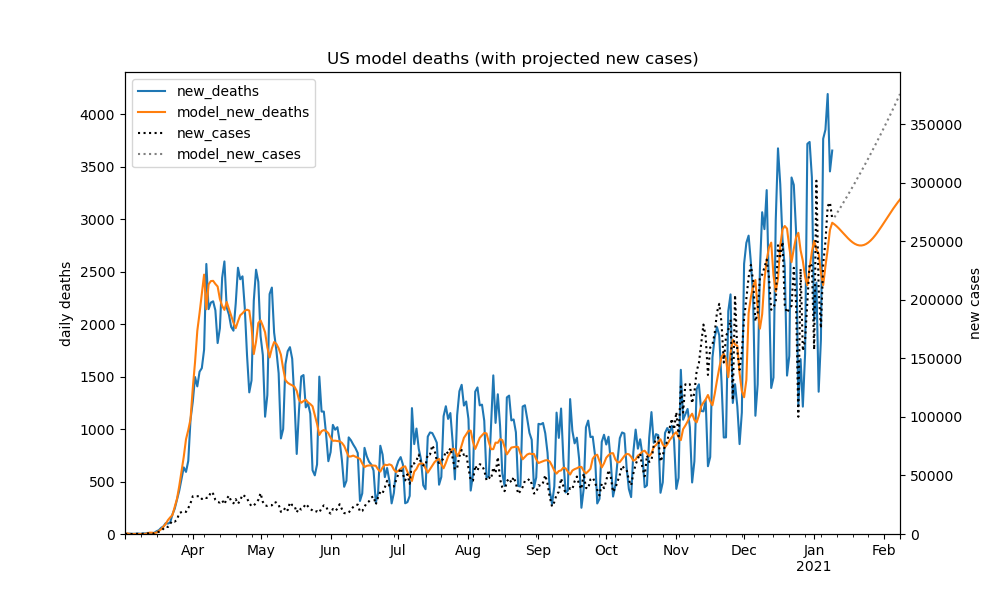 US model deaths (with projected new cases)
new_deaths
model_new_deaths
new_cases
model_new_cases
daily deaths
4000
3500
3000
2500
2000
1500
1000
500
0
350000
300000
250000
200000
150000
100000
50000
0
new cases
Apr May Jun Jul Aug Sep Oct Nov Dec Jan Feb
2021